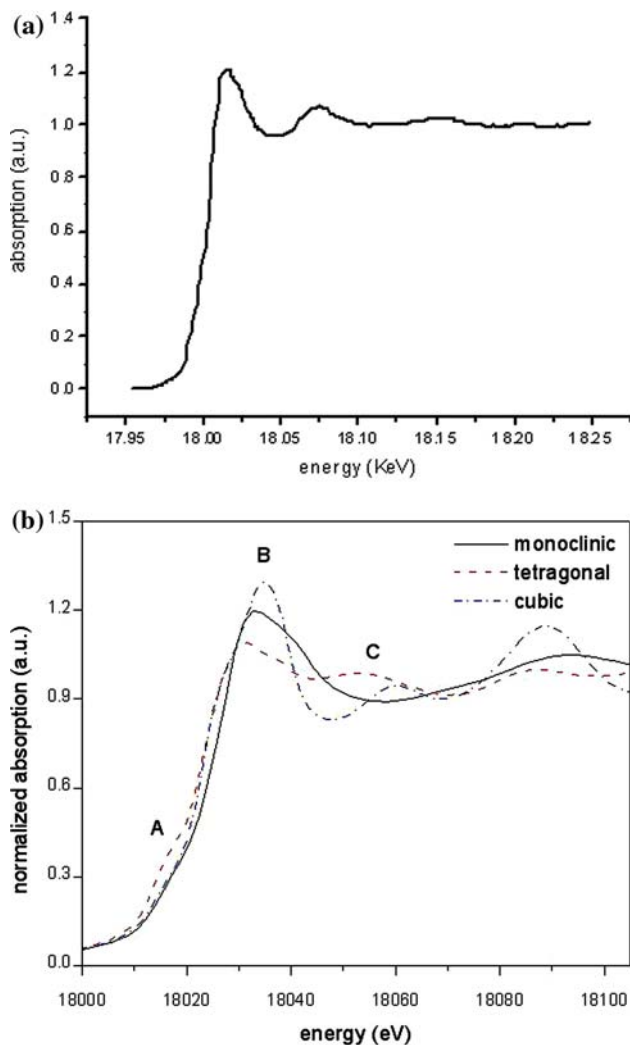 (a)
1.4
1.2
1.0
0.8
0.6
0.4
0.2
0.0
absorption (a.u.)
17.95 18.00 18.05 18.10 18.15 18.20 18.25
energy (KeV)
(b)
1.5
1.2
0.9
0.6
0.3
0.0
normalized absorption (a.u.)
A
B
C
monoclinic
tetragonal
cubic
18000 18020 18040 18060 18080 18100
energy (eV)